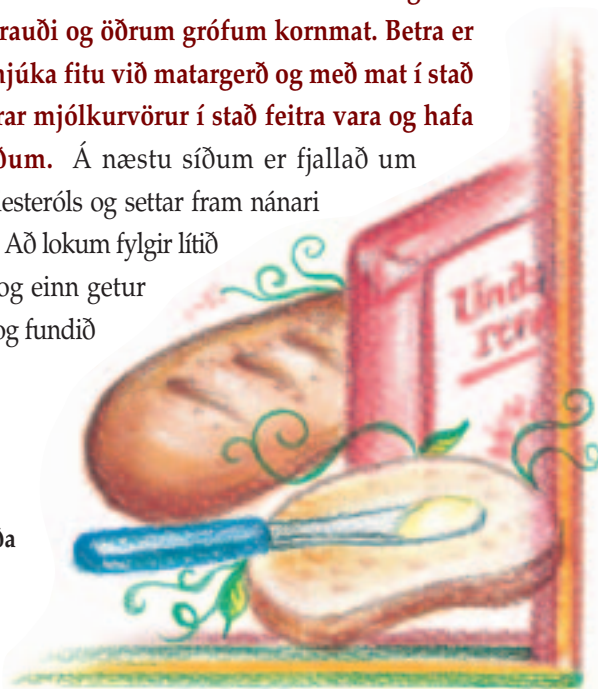 rauði og öðrum grófum kornmat. Betra er
mjúka fitu við matargerð og með mat í stað
rar mjólkurvörur í stað feitra vara og hafa
ðum. Á næstu síðum er fjallað um
esteróls og settar fram nánari
Að lokum fylgir lítið
og einn getur
og fundið
ða